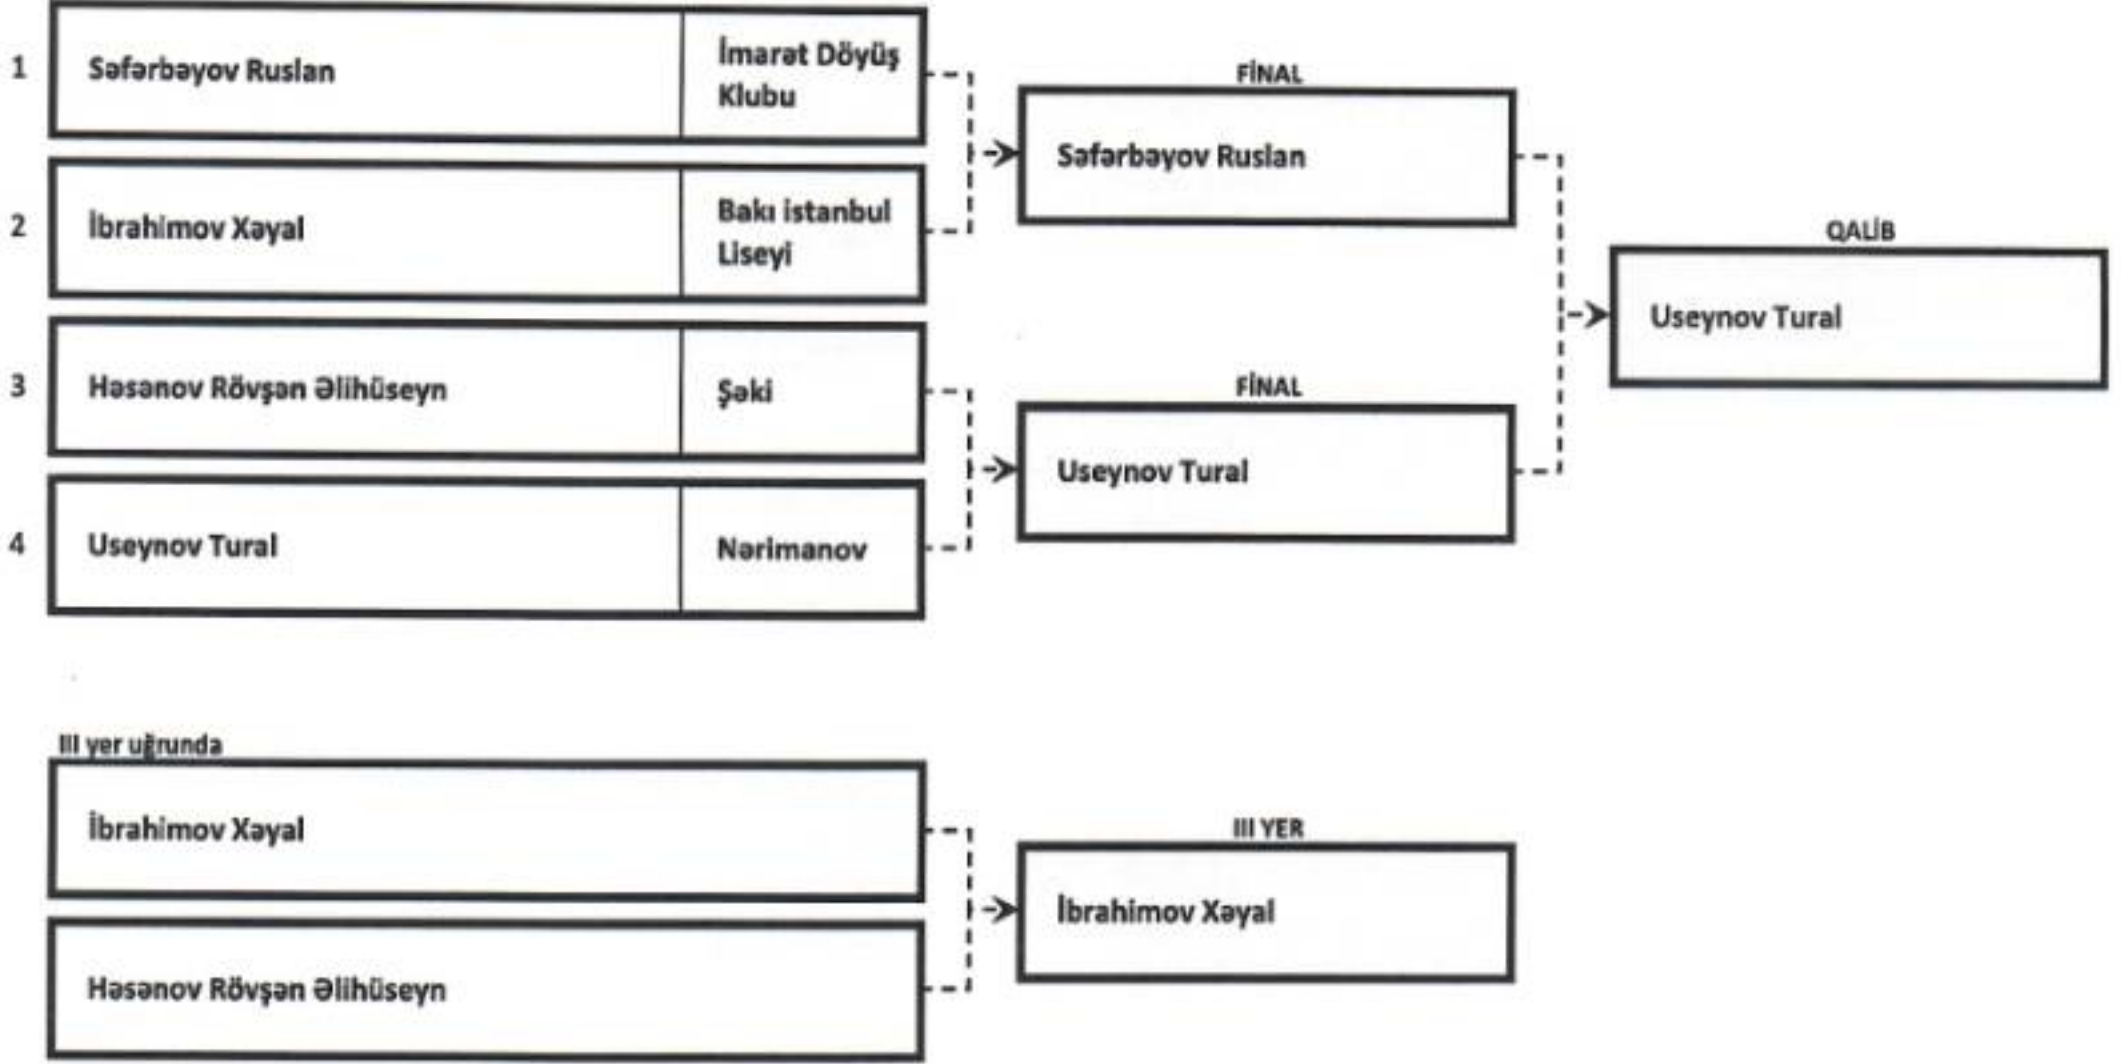 1
Səfərbəyov Ruslan
İmarət Döyüş
Klubu
2
İbrahimov Xəyal
Bakı istanbul
Liseyi
3
Həsənov Rövşən Əlihüseyn
Şəki
4
Useynov Tural
Nərimanov
FİNAL
Səfərbəyov Ruslan
FİNAL
Useynov Tural
QALİB
Useynov Tural
III yer uğrunda
İbrahimov Xəyal
Həsənov Rövşən Əlihüseyn
III YER
İbrahimov Xəyal